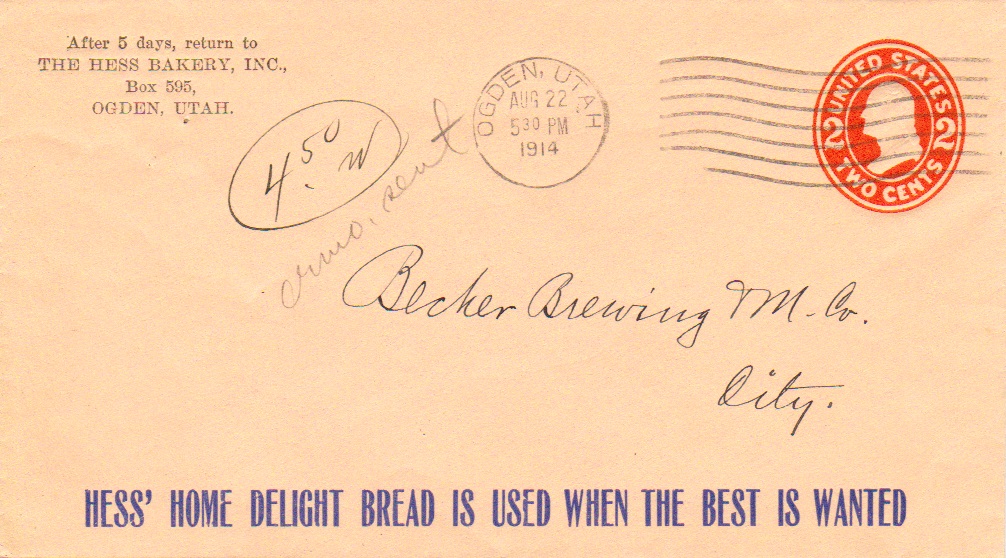 After 5 days, return to
THE HESS BAKERY, INC.,
Box 595,
OGDEN, UTAH.
4.50 W
sent
OGDEN, UTAH
AUG 22
530 PM
1914
UNITED STATES
2 2
TWO CENTS
Becker Brewing & M. Co.
City.
HESS' HOME DELIGHT BREAD IS USED WHEN THE BEST IS WANTED